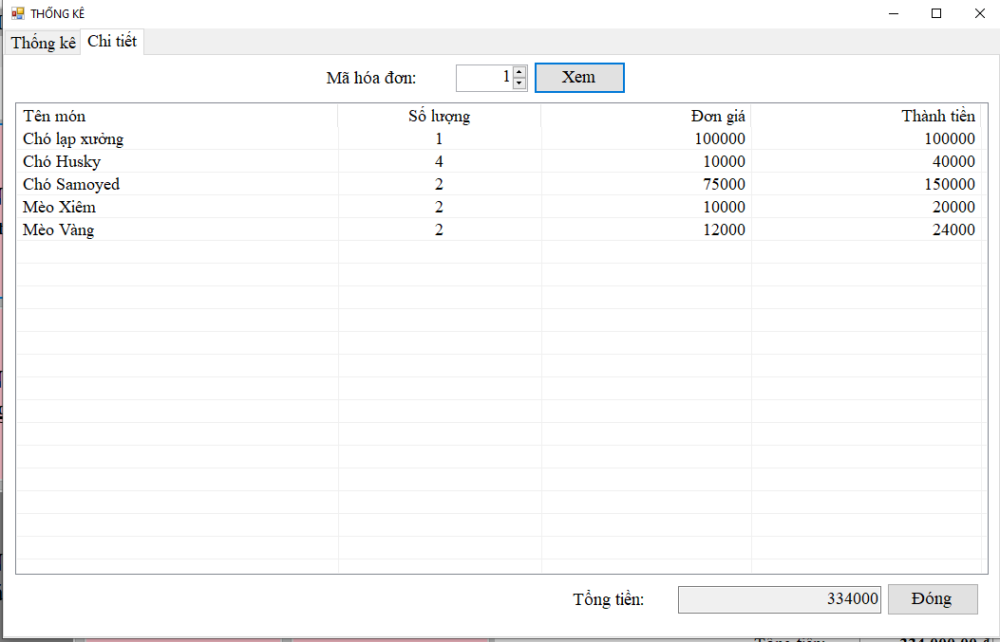 THỐNG KÊ
Thống kê Chi tiết
Mã hóa đơn: 1 Xem
Tên món Số lượng Đơn giá Thành tiền
Chó lạp xưởng 1 100000 100000
Chó Husky 4 10000 40000
Chó Samoyed 2 75000 150000
Mèo Xiêm 2 10000 20000
Mèo Vàng 2 12000 24000
Tổng tiền: 334000 Đóng